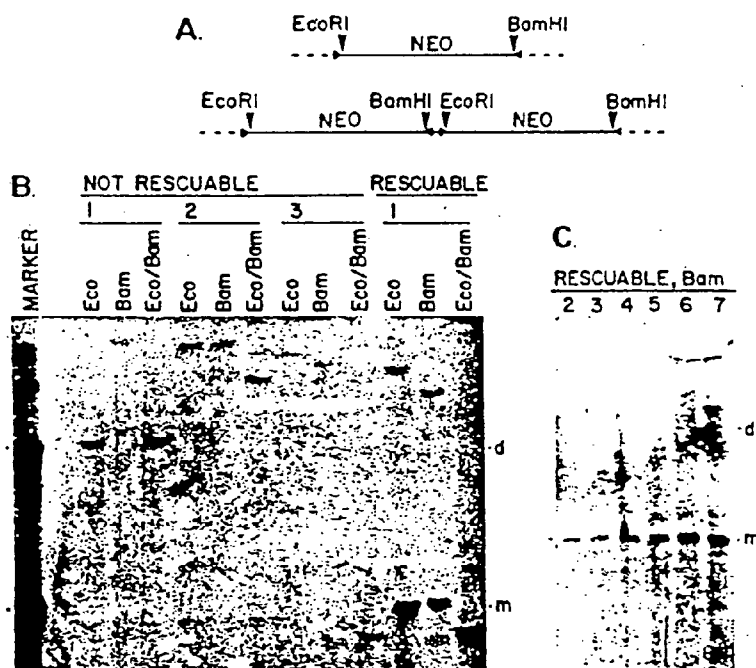 A.
EcoRI BamHI
NEO
EcoRI BamHI EcoRI BamHI
NEO NEO
B.
NOT RESCUABLE RESCUABLE
1 2 3 1
MARKER Eco Bam Eco/Bam Eco Bam Eco/Bam Eco Bam Eco/Bam Eco Bam Eco/Bam
d
m
C.
RESCUABLE, Bam
2 3 4 5 6 7
d
m